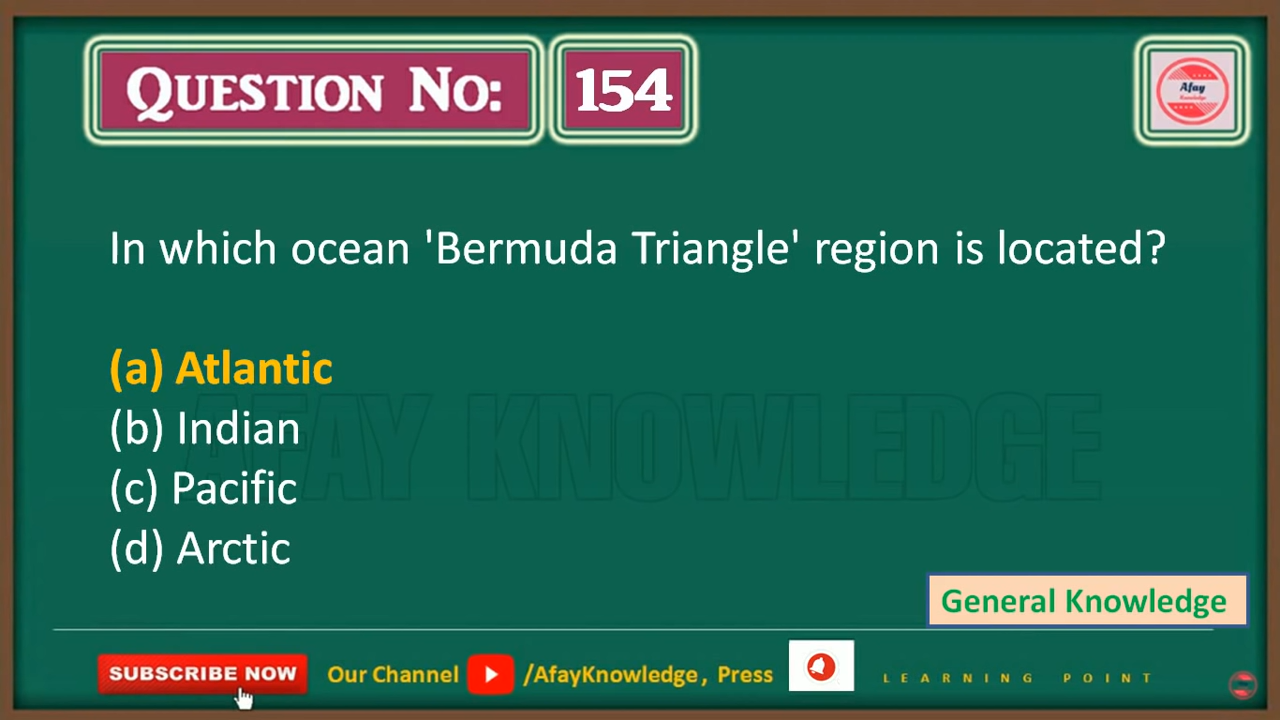 QUESTION NO: 154
Afay
Knowledge
In which ocean 'Bermuda Triangle' region is located?
(a) Atlantic
(b) Indian
(c) Pacific
(d) Arctic
AFAY KNOWLEDGE
General Knowledge
SUBSCRIBE NOW Our Channel /AfayKnowledge, Press LEARNING POINT